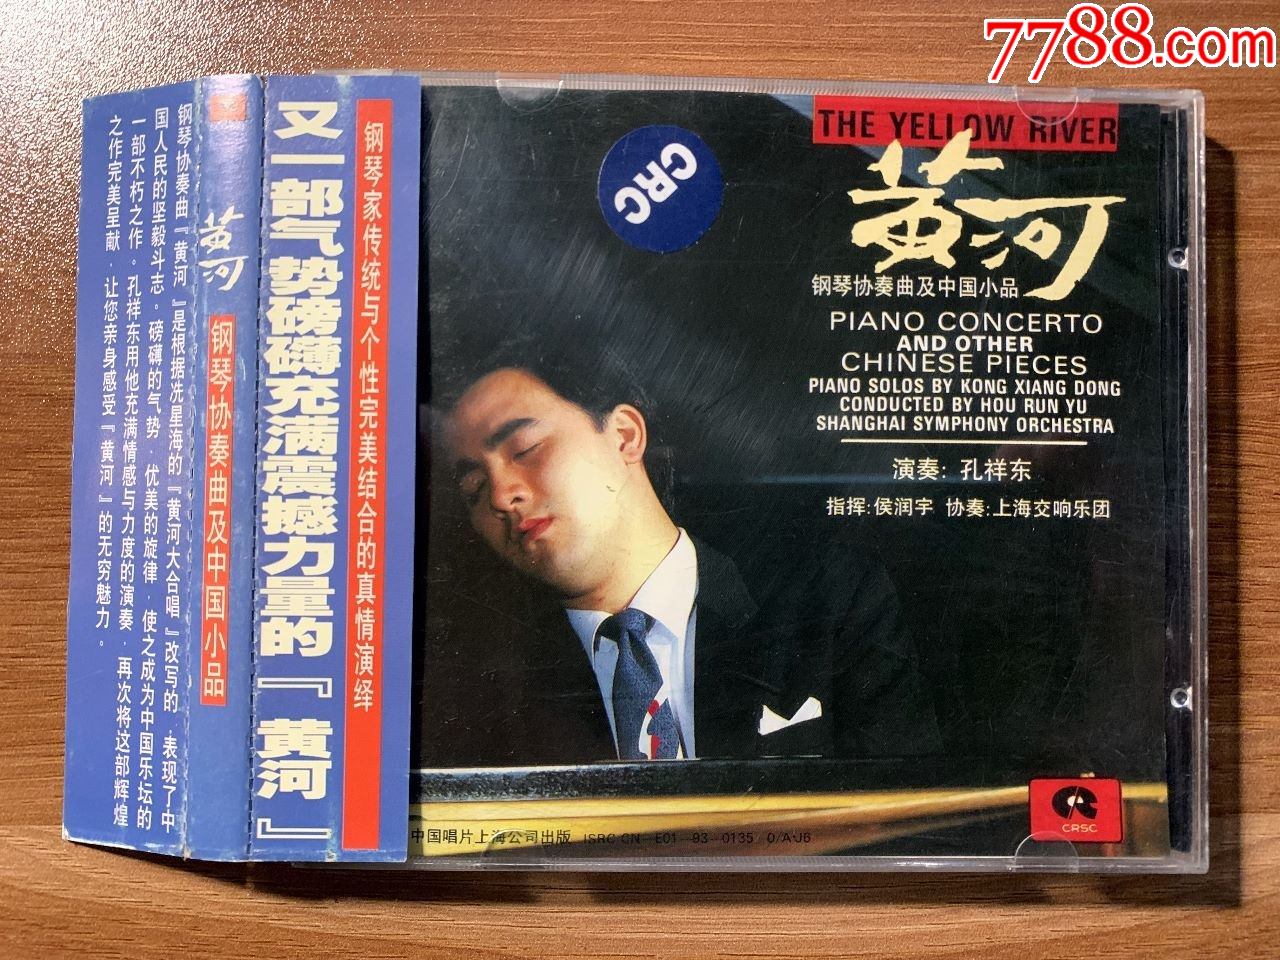 7788.com
THE YELLOW RIVER
黄河
钢琴协奏曲及中国小品
PIANO CONCERTO
AND OTHER
CHINESE PIECES
PIANO SOLOS BY KONG XIANG DONG
CONDUCTED BY HOU RUN YU
SHANGHAI SYMPHONY ORCHESTRA
演奏: 孔祥东
指挥:侯润宇 协奏:上海交响乐团
CRC
CRSC
中国唱片上海公司出版 ISRC CN-E01-93-0135-0/A·J6
钢琴家传统与个性完美结合的真情演绎
又一部气势磅礴充满震撼力量的『黄河』
黄河
钢琴协奏曲及中国小品
钢琴协奏曲『黄河』是根据冼星海的『黄河大合唱』改写的,表现了中
国人民的坚毅斗志。磅礴的气势,优美的旋律,使之成为中国乐坛的
一部不朽之作。孔祥东用他充满情感与力度的演奏,再次将这部辉煌
之作完美呈献,让您亲身感受『黄河』的无穷魅力。